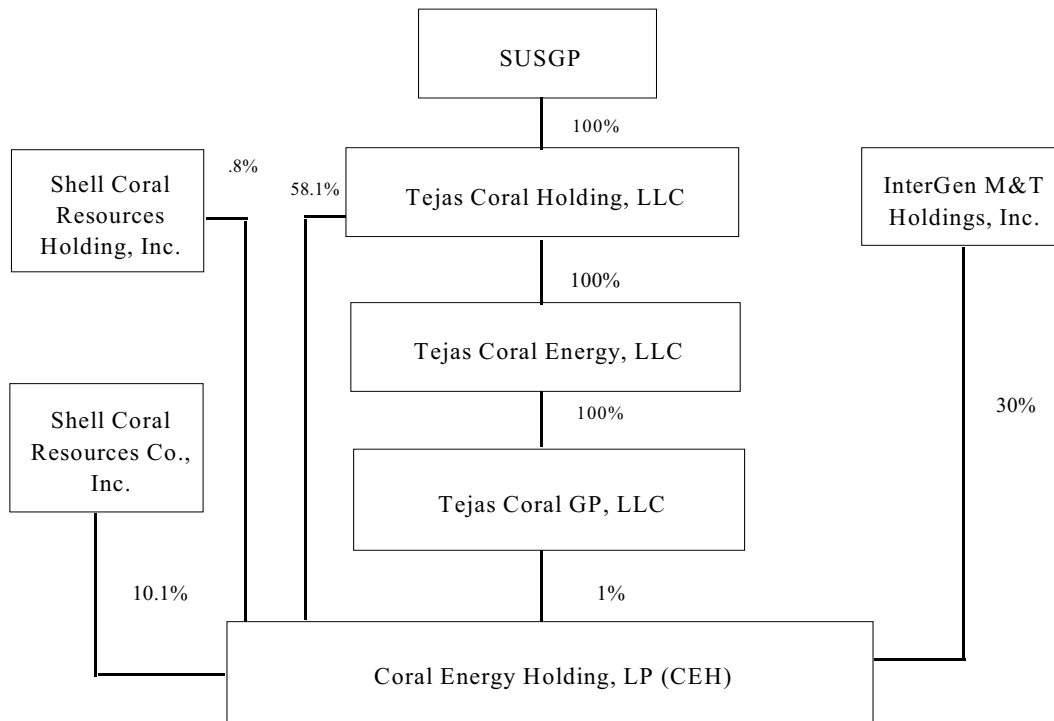 SUSGP
100%
Shell Coral
Resources
Holding, Inc.
.8%
58.1%
Tejas Coral Holding, LLC
InterGen M&T
Holdings, Inc.
100%
Tejas Coral Energy, LLC
Shell Coral
Resources Co.,
Inc.
100%
30%
Tejas Coral GP, LLC
10.1%
1%
Coral Energy Holding, LP (CEH)